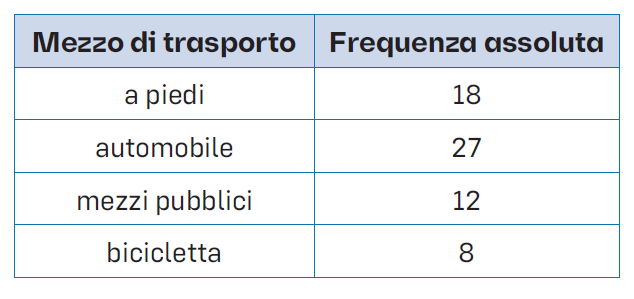 Mezzo di trasporto Frequenza assoluta
a piedi 18
automobile 27
mezzi pubblici 12
bicicletta 8